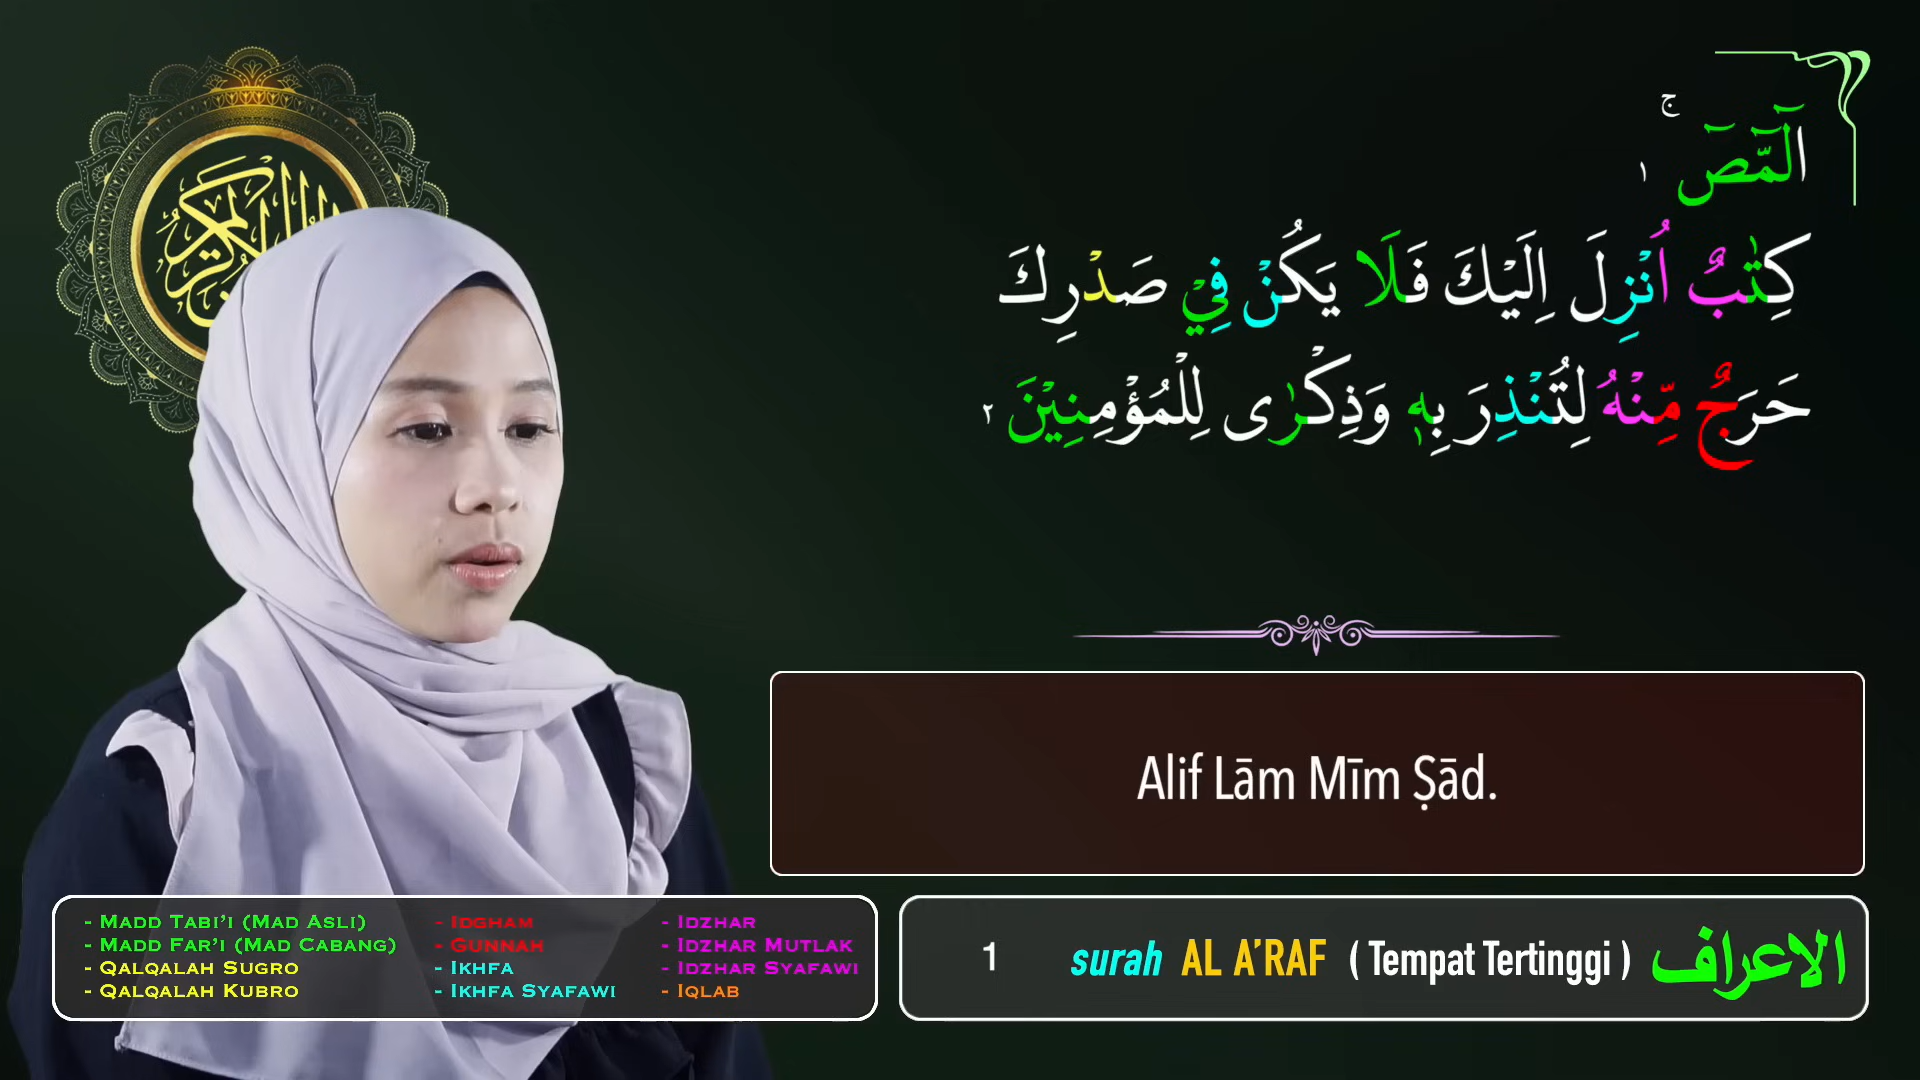 الۤمّۤصۤ ۚ ١
كِتٰبٌ اُنْزِلَ اِلَيْكَ فَلَا يَكُنْ فِيْ صَدْرِكَ
حَرَجٌ مِّنْهُ لِتُنْذِرَ بِهٖ وَذِكْرٰى لِلْمُؤْمِنِيْنَ ٢
Alif Lām Mīm Ṣād.
- Madd Tabi’i (Mad Asli)
- Madd Far’i (Mad Cabang)
- Qalqalah Sugro
- Qalqalah Kubro
- Idgham
- Gunnah
- Ikhfa
- Ikhfa Syafawi
- Idzhar
- Idzhar Mutlak
- Idzhar Syafawi
- Iqlab
1 surah AL A’RAF ( Tempat Tertinggi ) الاعراف